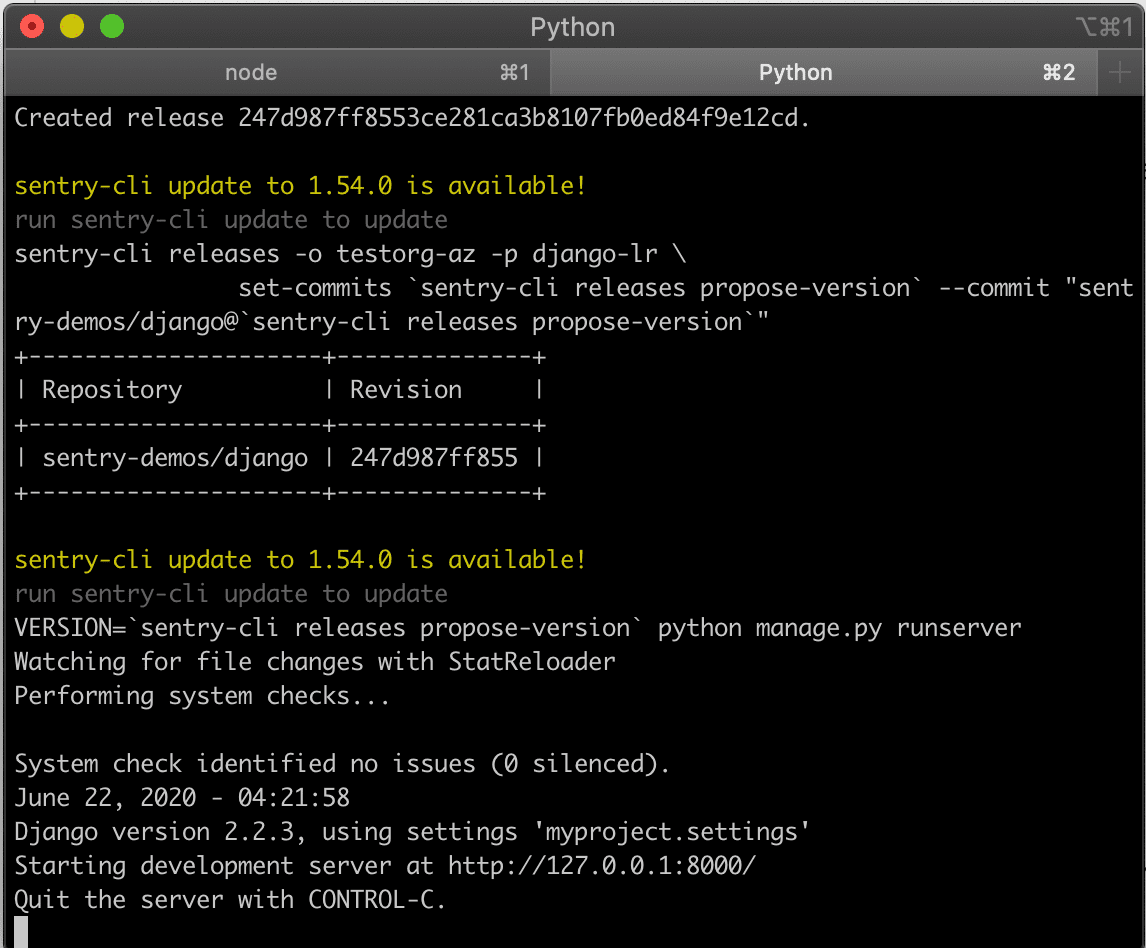 Python ⌥⌘1
node ⌘1 Python ⌘2 +
Created release 247d987ff8553ce281ca3b8107fb0ed84f9e12cd.
sentry-cli update to 1.54.0 is available!
run sentry-cli update to update
sentry-cli releases -o testorg-az -p django-lr \
set-commits `sentry-cli releases propose-version` --commit "sent
ry-demos/django@`sentry-cli releases propose-version`"
+---------------------+--------------+
| Repository          | Revision     |
+---------------------+--------------+
| sentry-demos/django | 247d987ff855 |
+---------------------+--------------+
sentry-cli update to 1.54.0 is available!
run sentry-cli update to update
VERSION=`sentry-cli releases propose-version` python manage.py runserver
Watching for file changes with StatReloader
Performing system checks...
System check identified no issues (0 silenced).
June 22, 2020 - 04:21:58
Django version 2.2.3, using settings 'myproject.settings'
Starting development server at http://127.0.0.1:8000/
Quit the server with CONTROL-C.